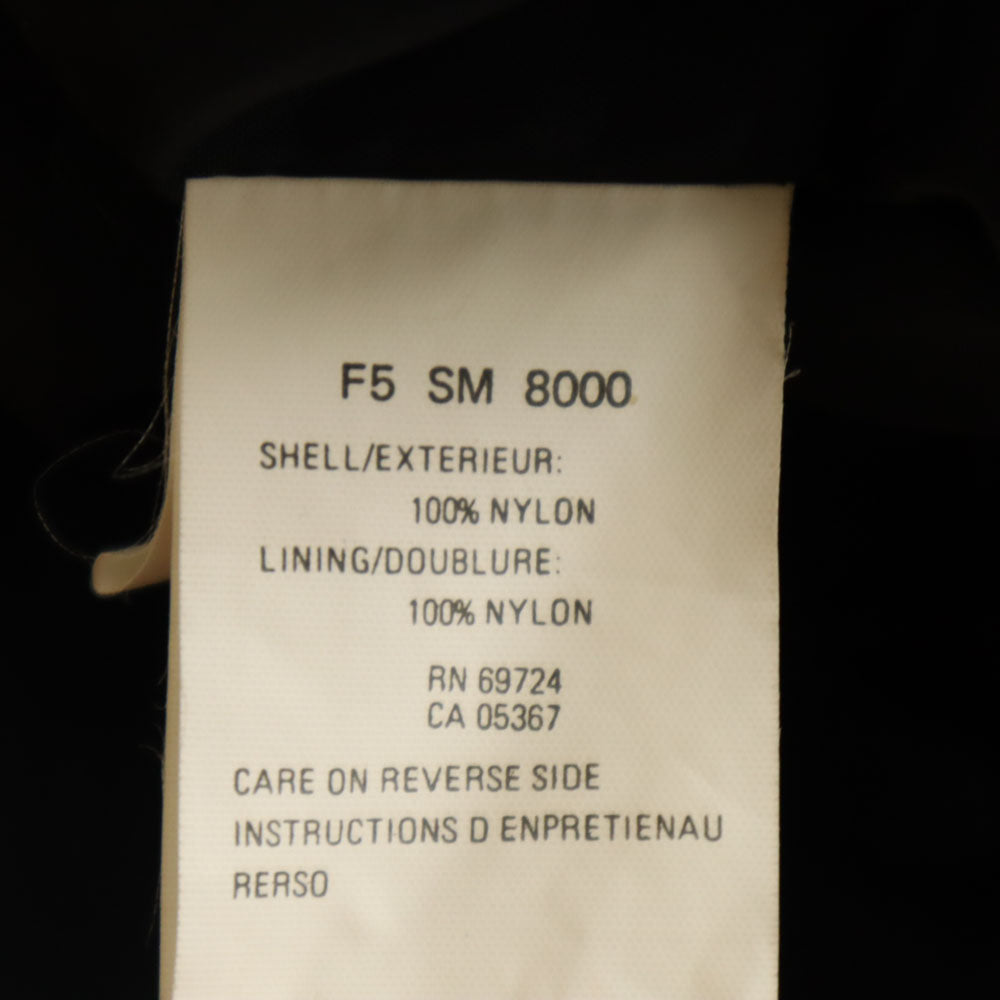 F5 SM 8000
SHELL/EXTERIEUR:
100% NYLON
LINING/DOUBLURE:
100% NYLON
RN 69724
CA 05367
CARE ON REVERSE SIDE
INSTRUCTIONS D ENPRETIENAU
RERSO